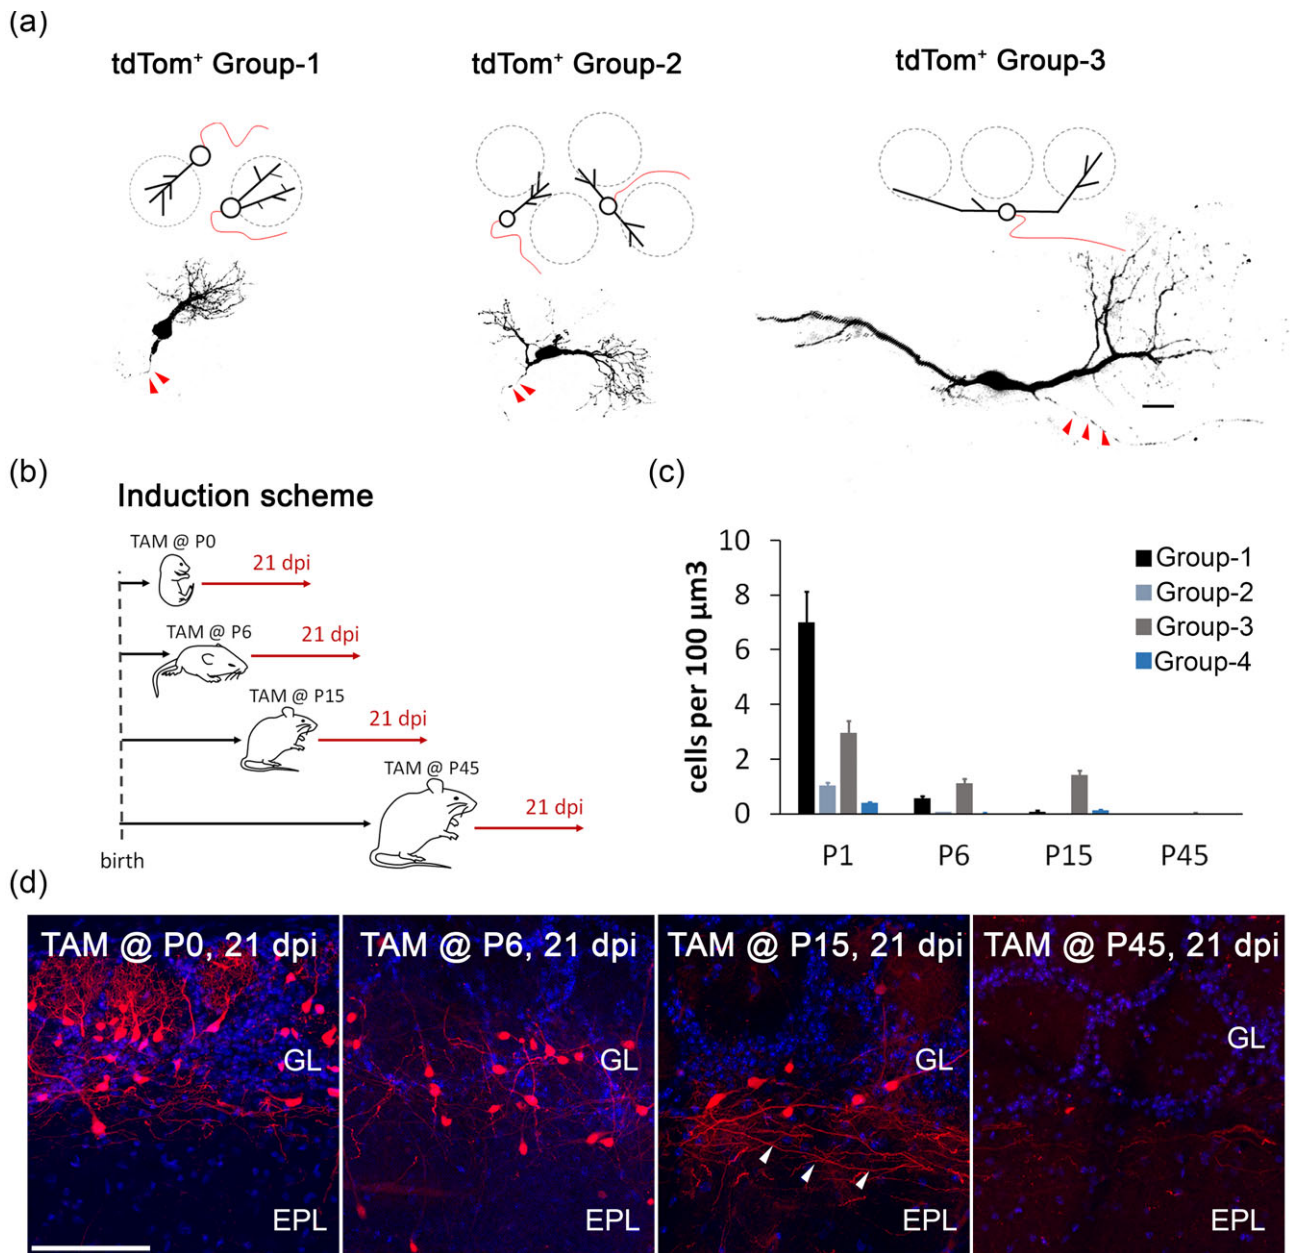 (a)
tdTom⁺ Group-1
tdTom⁺ Group-2
tdTom⁺ Group-3
(b)
Induction scheme
TAM @ P0
21 dpi
TAM @ P6
21 dpi
TAM @ P15
21 dpi
TAM @ P45
21 dpi
birth
(c)
cells per 100 µm3
10
8
6
4
2
0
Group-1
Group-2
Group-3
Group-4
P1 P6 P15 P45
(d)
TAM @ P0, 21 dpi
GL
EPL
TAM @ P6, 21 dpi
GL
EPL
TAM @ P15, 21 dpi
GL
EPL
TAM @ P45, 21 dpi
GL
EPL